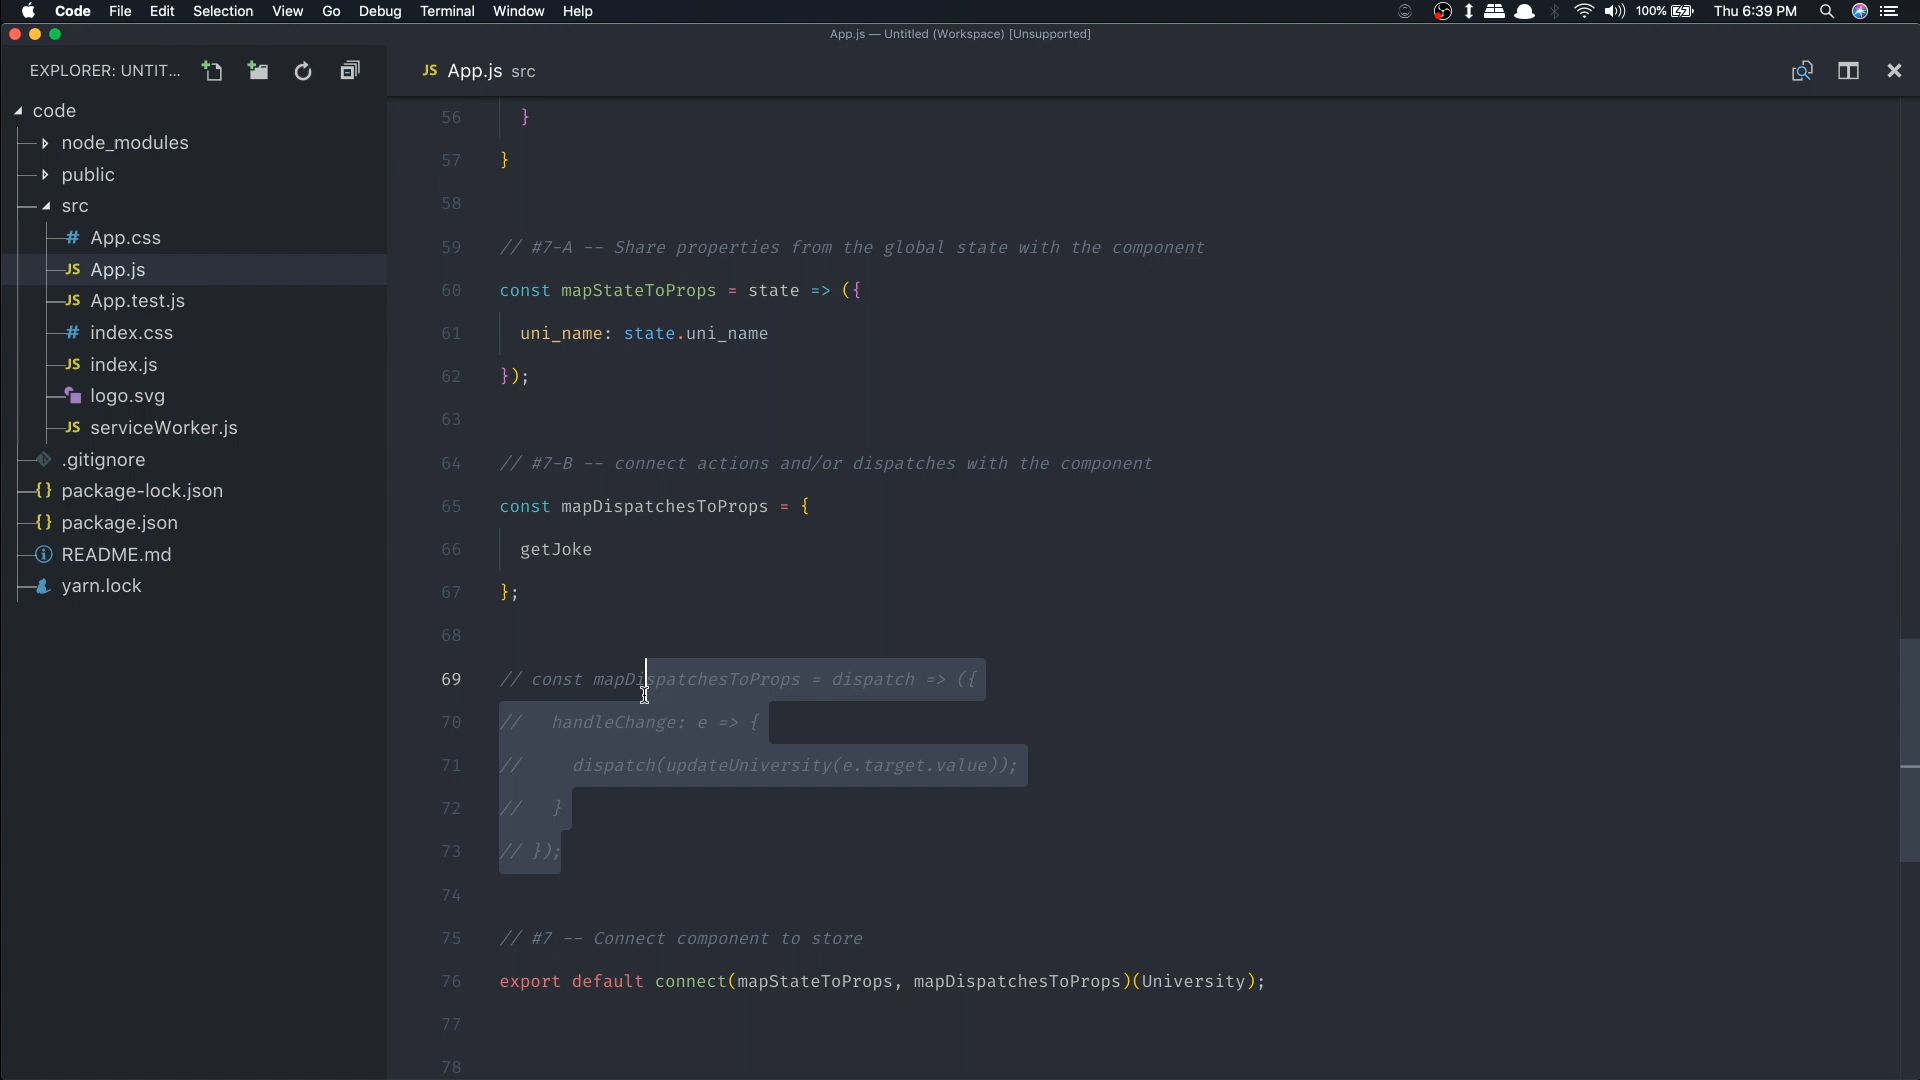 Code File Edit Selection View Go Debug Terminal Window Help 100% Thu 6:39 PM
App.js — Untitled (Workspace) [Unsupported]
EXPLORER: UNTIT...
JS App.js src
code
node_modules
public
src
# App.css
JS App.js
JS App.test.js
# index.css
JS index.js
logo.svg
JS serviceWorker.js
.gitignore
{} package-lock.json
{} package.json
README.md
yarn.lock
56 }
57 }
58
59 // #7-A -- Share properties from the global state with the component
60 const mapStateToProps = state => ({
61 uni_name: state.uni_name
62 });
63
64 // #7-B -- connect actions and/or dispatches with the component
65 const mapDispatchesToProps = {
66 getJoke
67 };
68
69 // const mapDispatchesToProps = dispatch => ({
70 // handleChange: e => {
71 // dispatch(updateUniversity(e.target.value));
72 // }
73 // });
74
75 // #7 -- Connect component to store
76 export default connect(mapStateToProps, mapDispatchesToProps)(University);
77
78